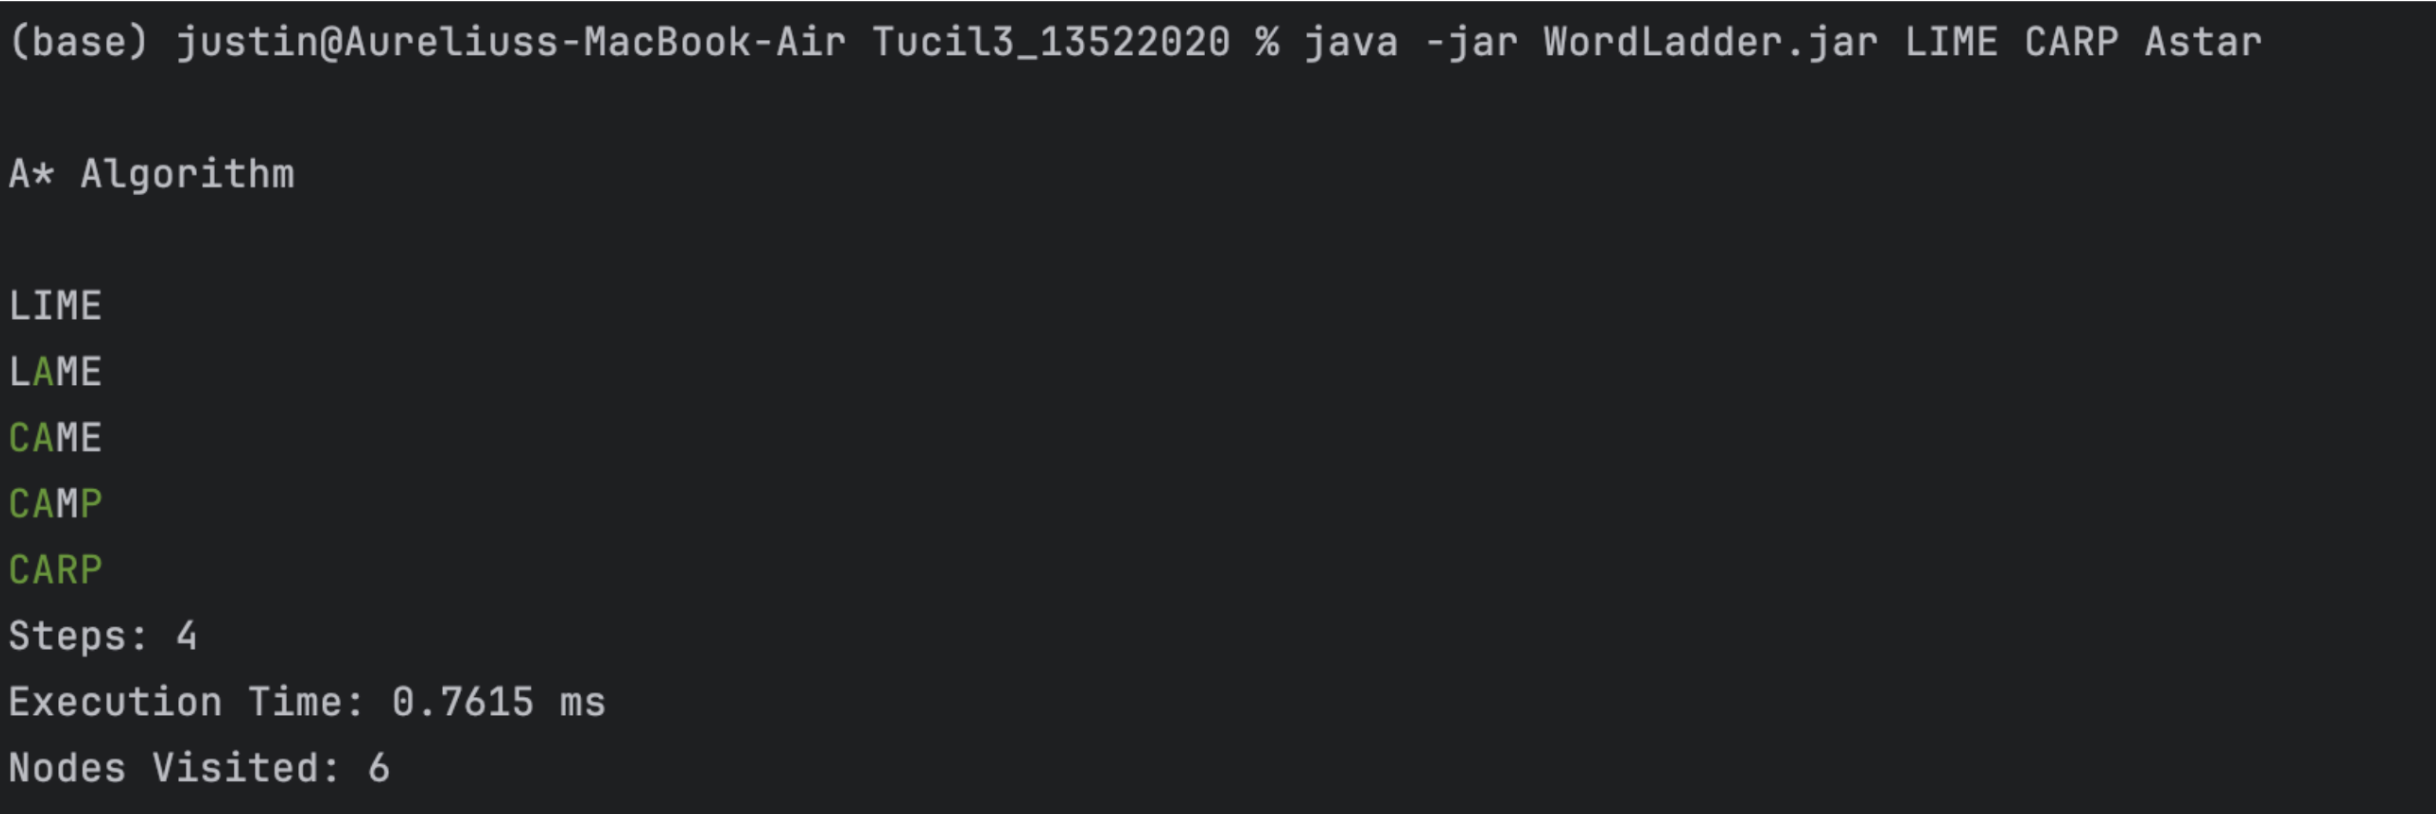 (base) justin@Aureliuss-MacBook-Air Tucil3_13522020 % java -jar WordLadder.jar LIME CARP Astar
A* Algorithm
LIME
LAME
CAME
CAMP
CARP
Steps: 4
Execution Time: 0.7615 ms
Nodes Visited: 6